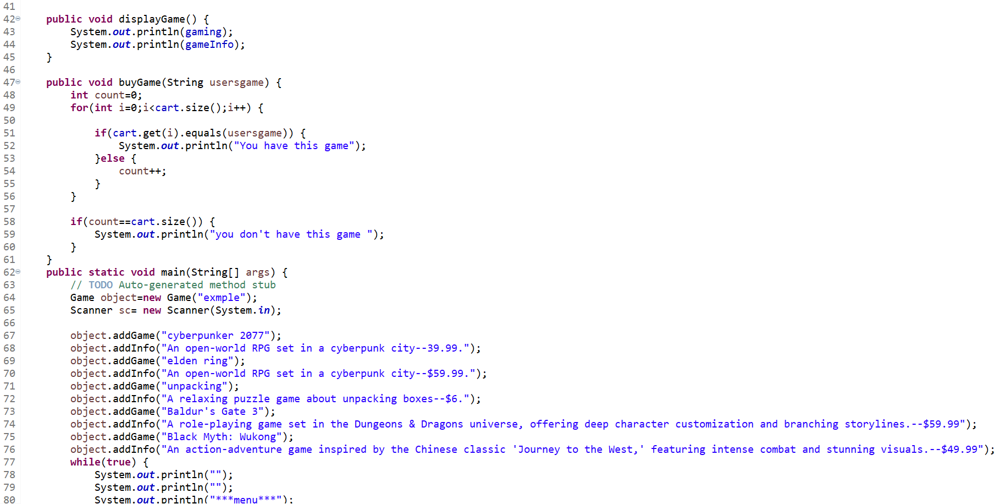 41
42 public void displayGame() {
43 System.out.println(gaming);
44 System.out.println(gameInfo);
45 }
46
47 public void buyGame(String usersgame) {
48 int count=0;
49 for(int i=0;i<cart.size();i++) {
50
51 if(cart.get(i).equals(usersgame)) {
52 System.out.println("You have this game");
53 }else {
54 count++;
55 }
56 }
57
58 if(count==cart.size()) {
59 System.out.println("you don't have this game ");
60 }
61 }
62 public static void main(String[] args) {
63 // TODO Auto-generated method stub
64 Game object=new Game("exmple");
65 Scanner sc= new Scanner(System.in);
66
67 object.addGame("cyberpunker 2077");
68 object.addInfo("An open-world RPG set in a cyberpunk city--39.99.");
69 object.addGame("elden ring");
70 object.addInfo("An open-world RPG set in a cyberpunk city--$59.99.");
71 object.addGame("unpacking");
72 object.addInfo("A relaxing puzzle game about unpacking boxes--$6.");
73 object.addGame("Baldur's Gate 3");
74 object.addInfo("A role-playing game set in the Dungeons & Dragons universe, offering deep character customization and branching storylines.--$59.99");
75 object.addGame("Black Myth: Wukong");
76 object.addInfo("An action-adventure game inspired by the Chinese classic 'Journey to the West,' featuring intense combat and stunning visuals.--$49.99");
77 while(true) {
78 System.out.println("");
79 System.out.println("");
80 System.out.println("***menu***");